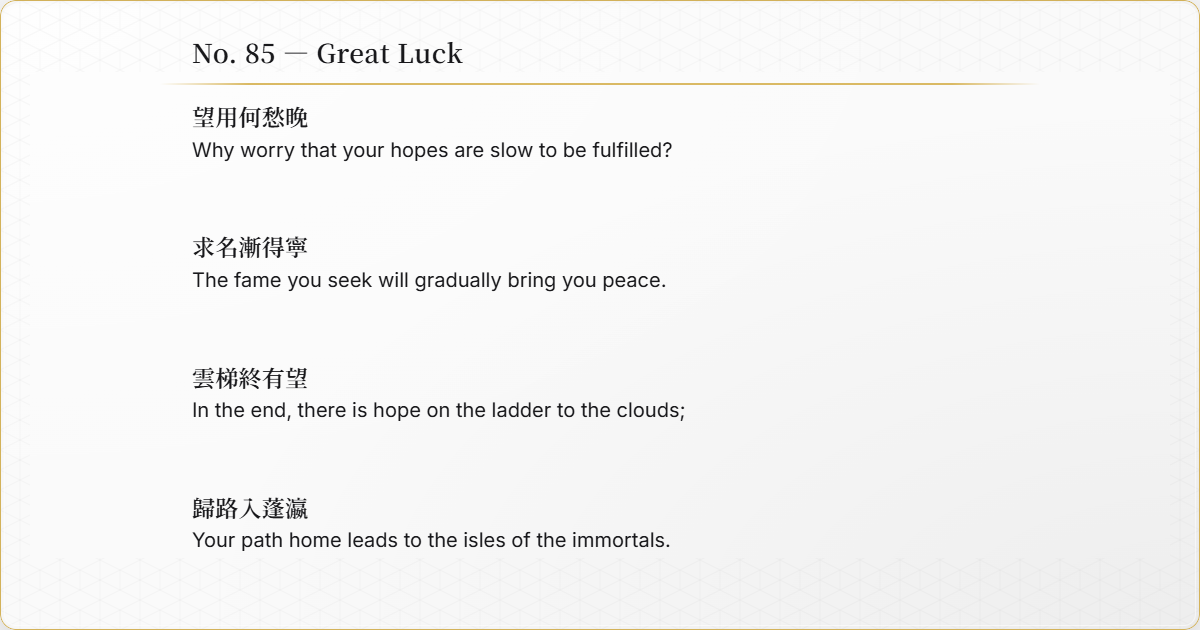 No. 85 — Great Luck
望用何愁晩
Why worry that your hopes are slow to be fulfilled?
求名漸得寧
The fame you seek will gradually bring you peace.
雲梯終有望
In the end, there is hope on the ladder to the clouds;
歸路入蓬瀛
Your path home leads to the isles of the immortals.